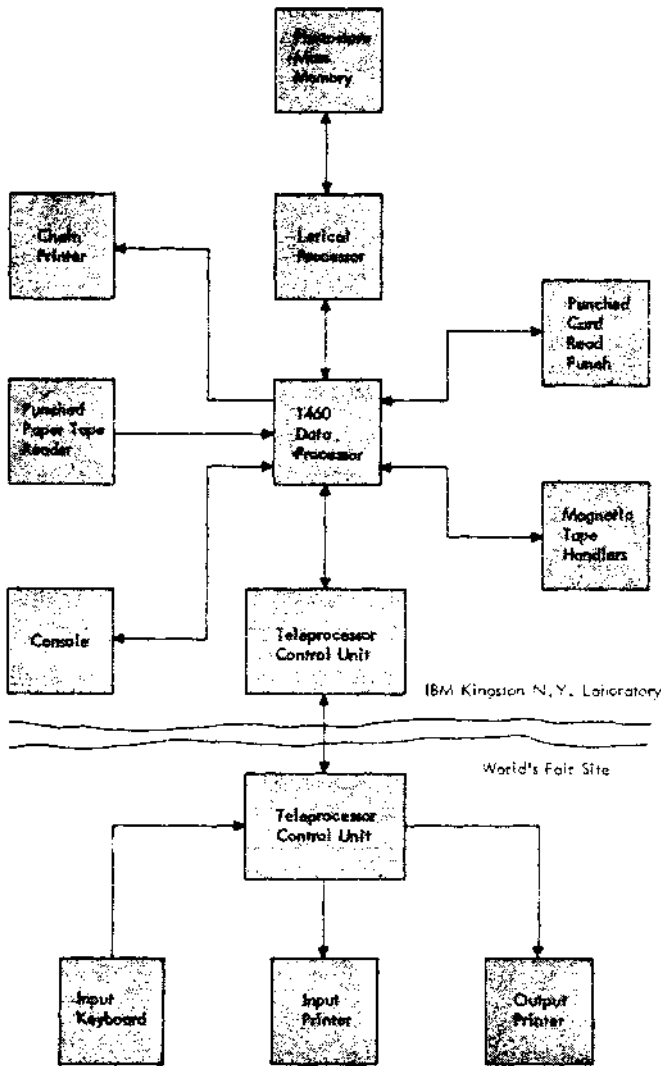 Mass
Memory
Chain
Printer
Lexical
Processor
Punched
Card
Read
Punch
Punched
Paper Tape
Reader
1460
Data
Processor
Magnetic
Tape
Handlers
Console
Teleprocessor
Control Unit
IBM Kingston N.Y. Laboratory
World's Fair Site
Teleprocessor
Control Unit
Input
Keyboard
Input
Printer
Output
Printer